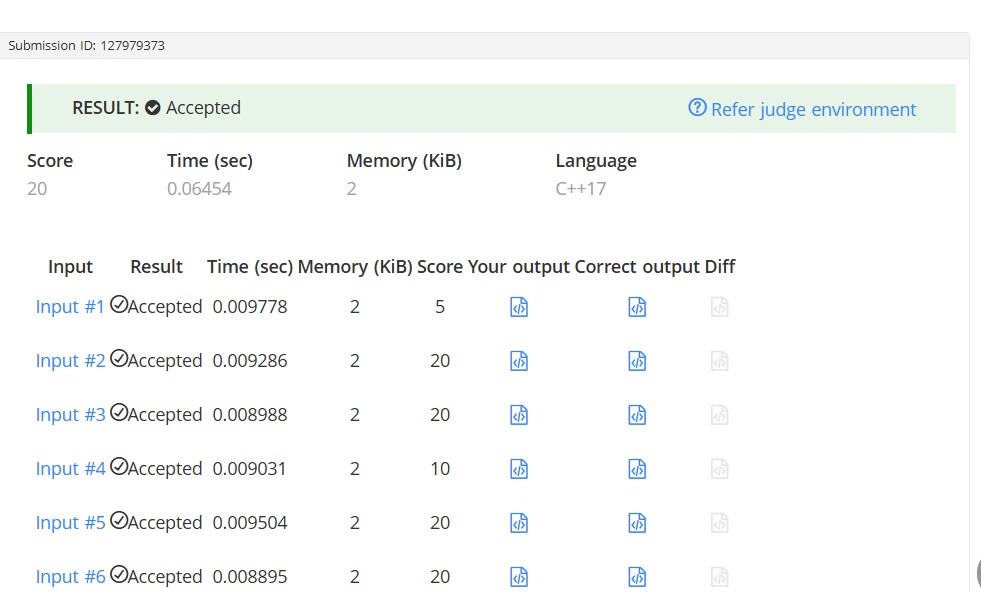 Submission ID: 127979373
RESULT: Accepted
Refer judge environment
Score Time (sec) Memory (KiB) Language
20 0.06454 2 C++17
Input Result Time (sec) Memory (KiB) Score Your output Correct output Diff
Input #1 Accepted 0.009778 2 5
Input #2 Accepted 0.009286 2 20
Input #3 Accepted 0.008988 2 20
Input #4 Accepted 0.009031 2 10
Input #5 Accepted 0.009504 2 20
Input #6 Accepted 0.008895 2 20